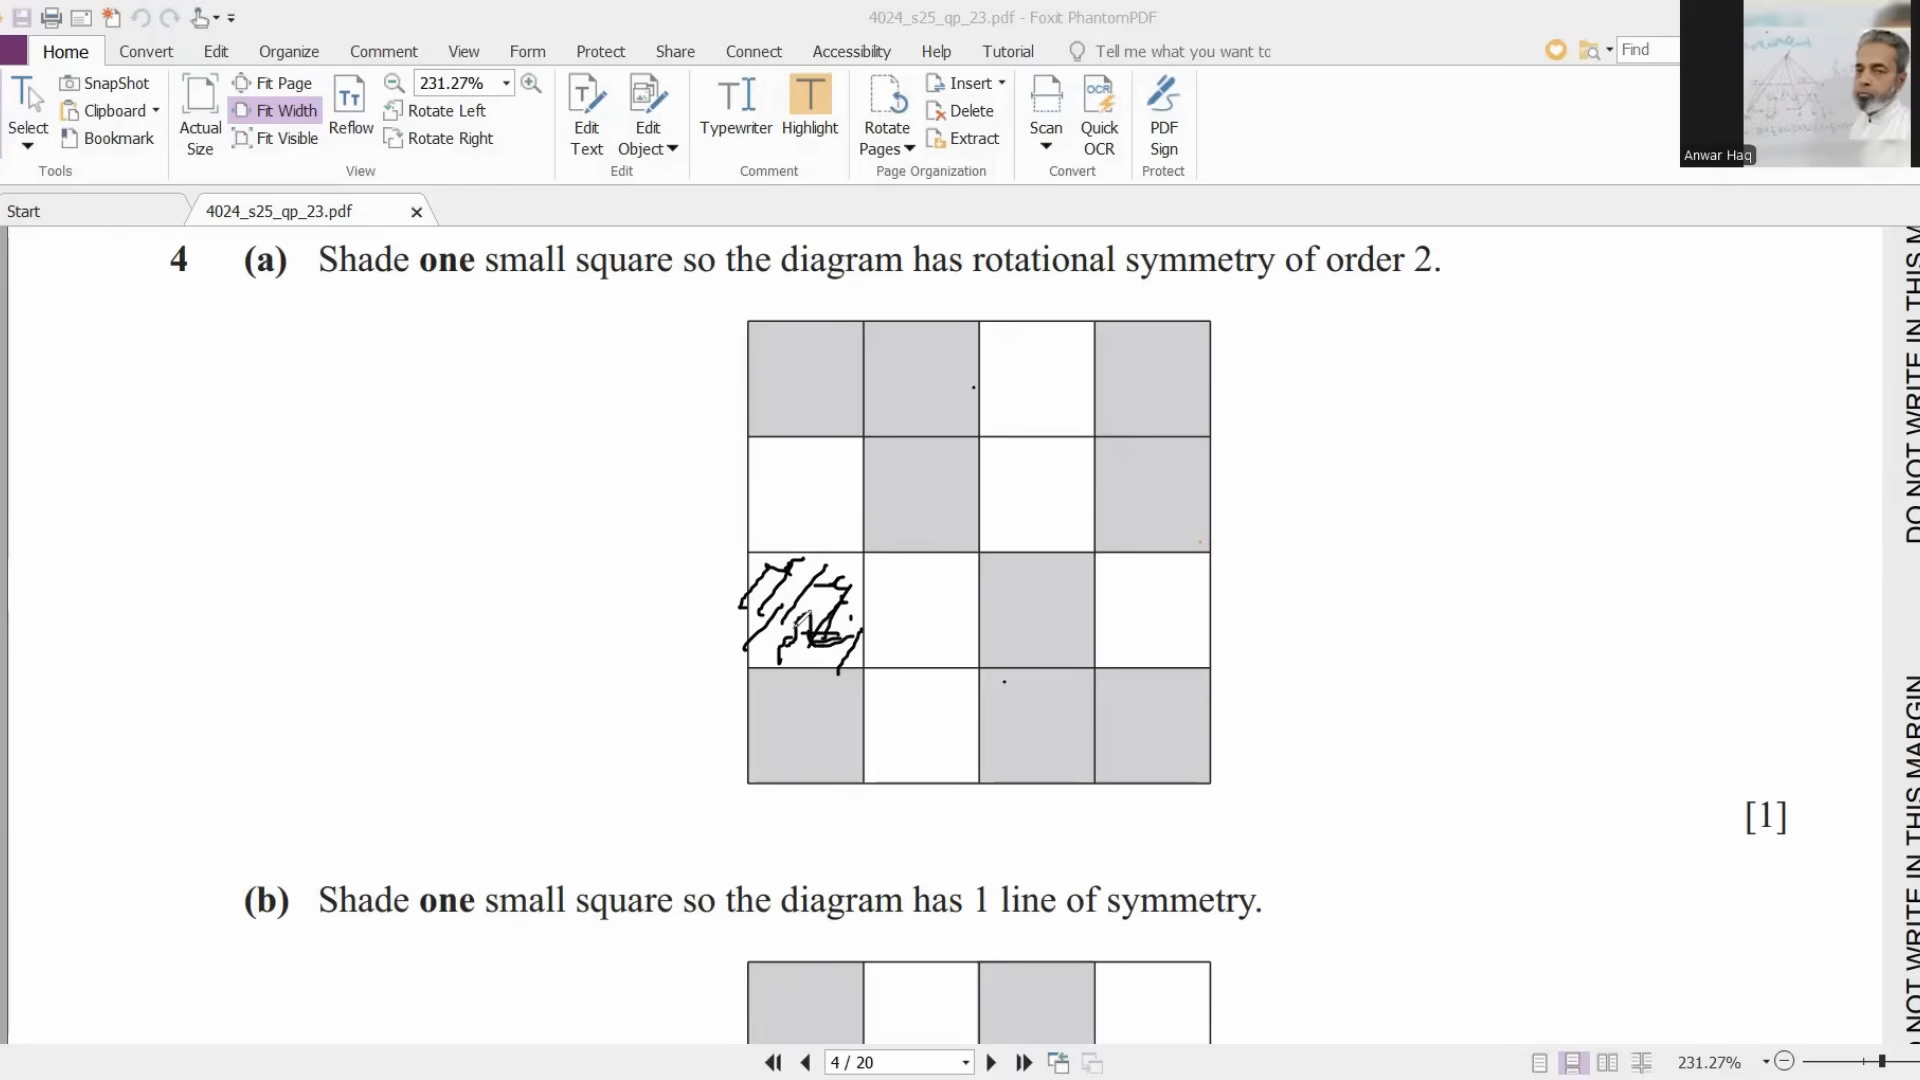 4024_s25_qp_23.pdf - Foxit PhantomPDF
Home Convert Edit Organize Comment View Form Protect Share Connect Accessibility Help Tutorial Tell me what you want to Find
Select
SnapShot
Clipboard
Bookmark
Tools
Actual Size
Fit Page
Fit Width
Fit Visible
Reflow
231.27%
Rotate Left
Rotate Right
View
Edit Text
Edit Object
Edit
Typewriter
Highlight
Comment
Rotate Pages
Insert
Delete
Extract
Page Organization
Scan
Quick OCR
Convert
PDF Sign
Protect
Anwar Haq
Start
4024_s25_qp_23.pdf
4 (a) Shade one small square so the diagram has rotational symmetry of order 2.
[1]
(b) Shade one small square so the diagram has 1 line of symmetry.
DO NOT WRITE IN THIS M
NOT WRITE IN THIS MARGIN
4 / 20
231.27%